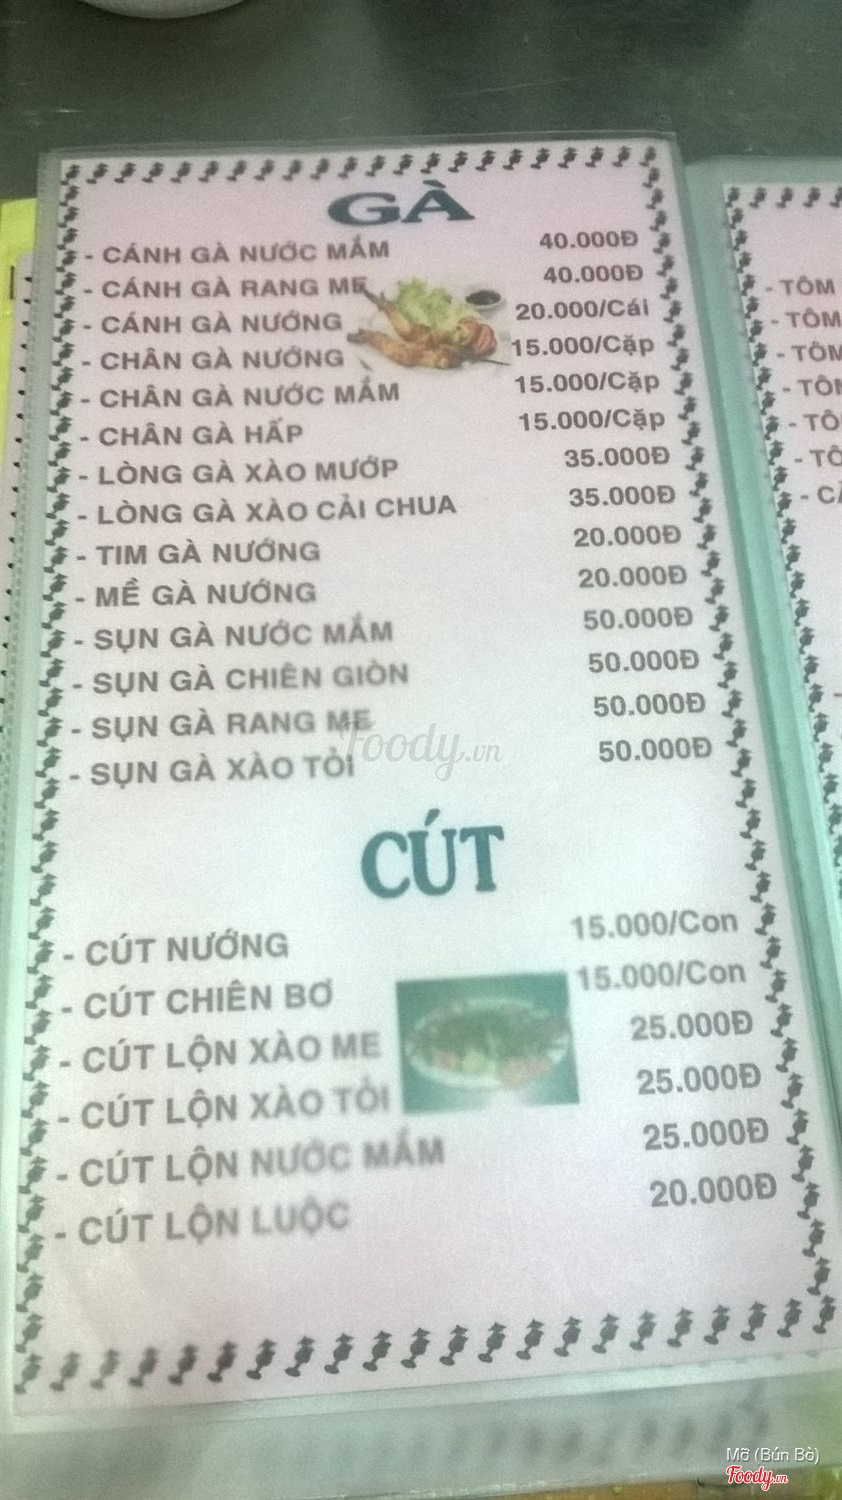 GÀ
- CÁNH GÀ NƯỚC MẮM 40.000Đ
- CÁNH GÀ RANG ME 40.000Đ
- CÁNH GÀ NƯỚNG 20.000/Cái
- CHÂN GÀ NƯỚNG 15.000/Cặp
- CHÂN GÀ NƯỚC MẮM 15.000/Cặp
- CHÂN GÀ HẤP 15.000/Cặp
- LÒNG GÀ XÀO MƯỚP 35.000Đ
- LÒNG GÀ XÀO CẢI CHUA 35.000Đ
- TIM GÀ NƯỚNG 20.000Đ
- MỀ GÀ NƯỚNG 20.000Đ
- SỤN GÀ NƯỚC MẮM 50.000Đ
- SỤN GÀ CHIÊN GIÒN 50.000Đ
- SỤN GÀ RANG ME 50.000Đ
- SỤN GÀ XÀO TỎI 50.000Đ
Foody.vn
CÚT
- CÚT NƯỚNG 15.000/Con
- CÚT CHIÊN BƠ 15.000/Con
- CÚT LỘN XÀO ME 25.000Đ
- CÚT LỘN XÀO TỎI 25.000Đ
- CÚT LỘN NƯỚC MẮM 25.000Đ
- CÚT LỘN LUỘC 20.000Đ
- TÔM
- TÔM
- TÔM
Mỡ (Bún Bò)
Foody.vn